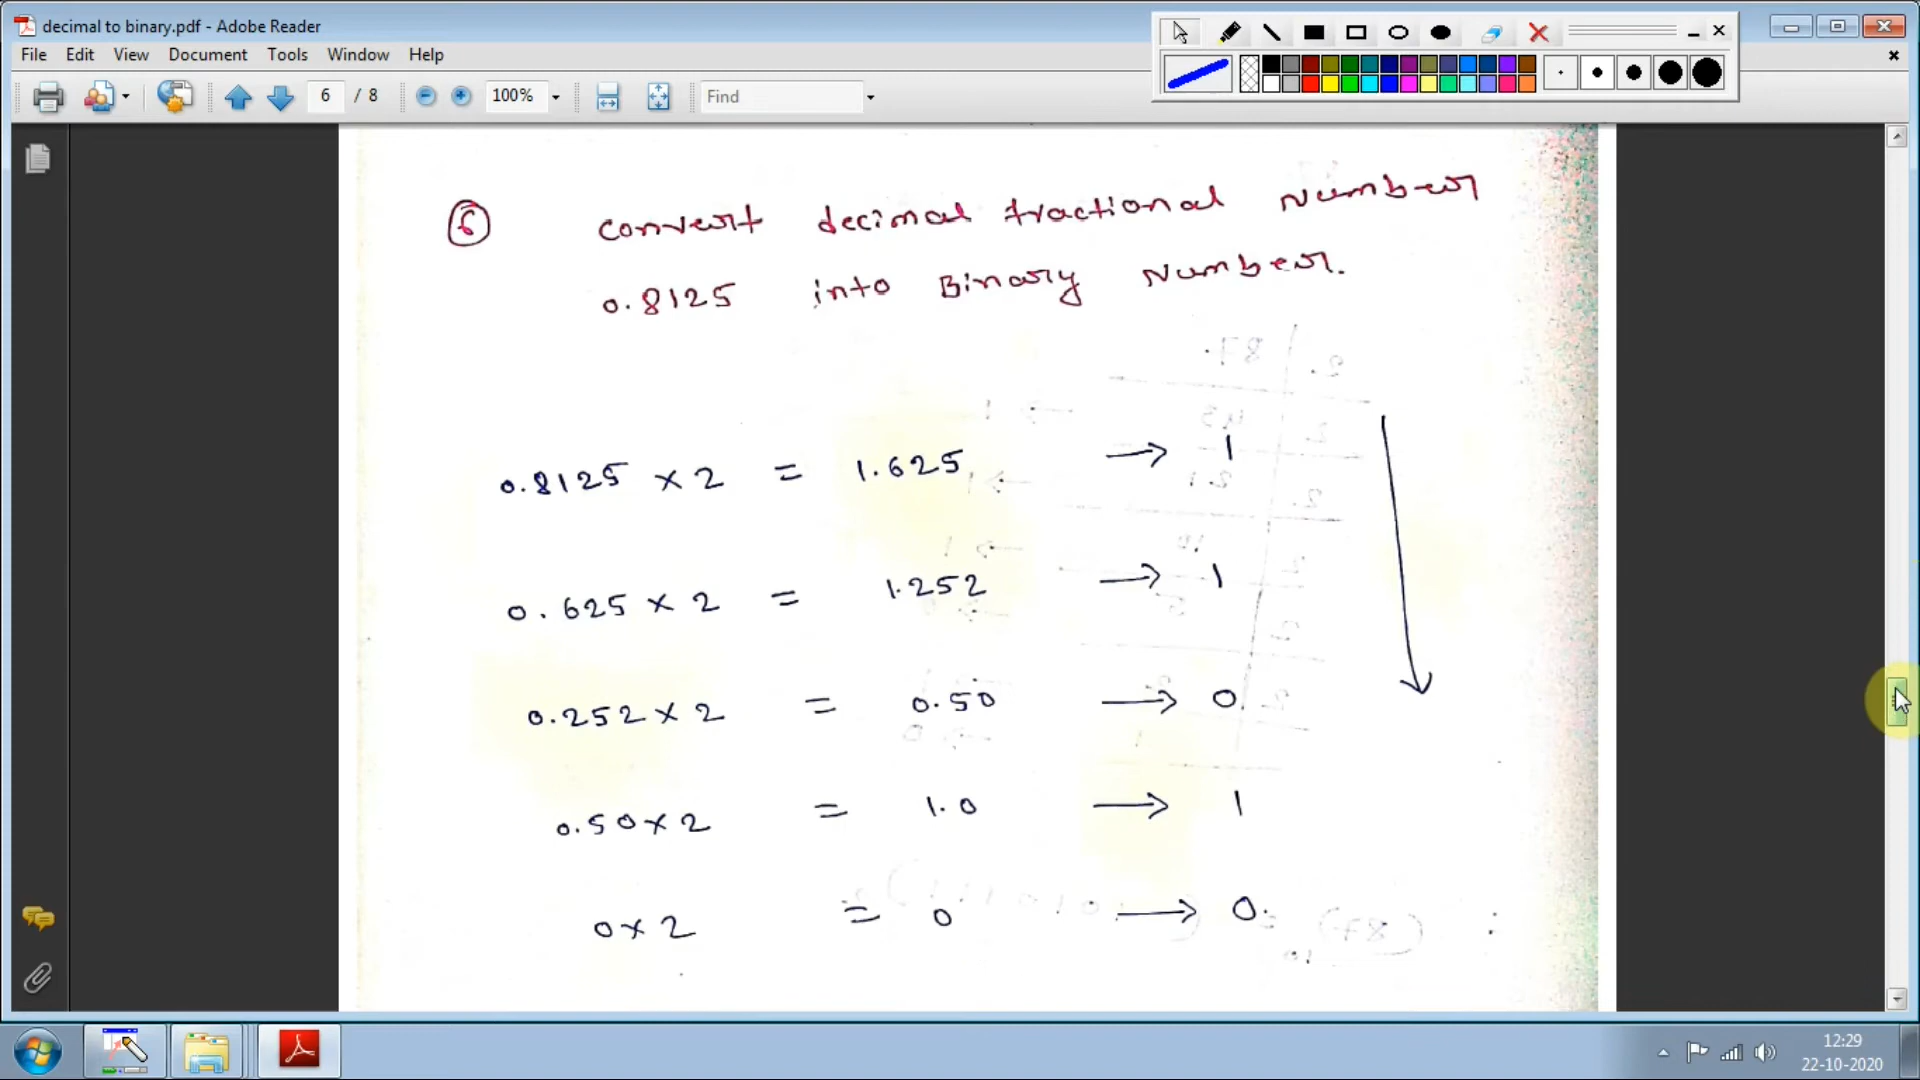 decimal to binary.pdf - Adobe Reader
File Edit View Document Tools Window Help
6 / 8 100% Find
6 convert decimal fractional Number
0.8125 into Binary Number.
0.8125 × 2 = 1.625 → 1
0.625 × 2 = 1.252 → 1
0.252 × 2 = 0.50 → 0
0.50 × 2 = 1.0 → 1
0 × 2 = 0 → 0.
12:29
22-10-2020